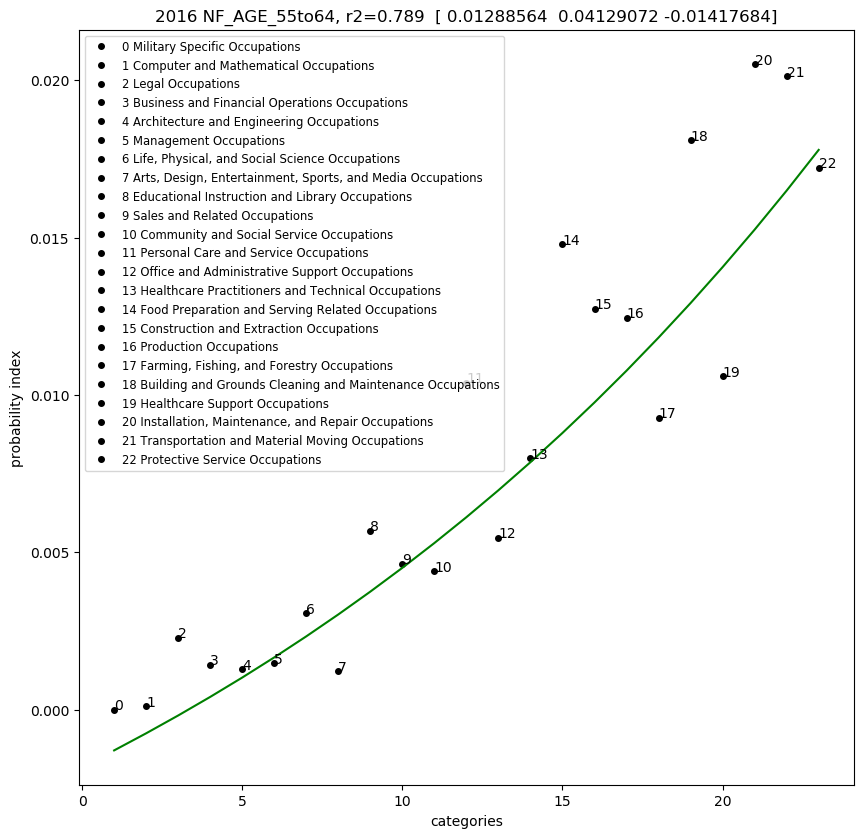 2016 NF_AGE_55to64, r2=0.789 [ 0.01288564 0.04129072 -0.01417684]
0 Military Specific Occupations
1 Computer and Mathematical Occupations
2 Legal Occupations
3 Business and Financial Operations Occupations
4 Architecture and Engineering Occupations
5 Management Occupations
6 Life, Physical, and Social Science Occupations
7 Arts, Design, Entertainment, Sports, and Media Occupations
8 Educational Instruction and Library Occupations
9 Sales and Related Occupations
10 Community and Social Service Occupations
11 Personal Care and Service Occupations
12 Office and Administrative Support Occupations
13 Healthcare Practitioners and Technical Occupations
14 Food Preparation and Serving Related Occupations
15 Construction and Extraction Occupations
16 Production Occupations
17 Farming, Fishing, and Forestry Occupations
18 Building and Grounds Cleaning and Maintenance Occupations
19 Healthcare Support Occupations
20 Installation, Maintenance, and Repair Occupations
21 Transportation and Material Moving Occupations
22 Protective Service Occupations
0.020
0.015
0.010
0.005
0.000
probability index
20
21
18
22
14
15
16
11
19
17
13
8
12
9
10
6
2
3
4
5
7
0
1
0
5
10
15
20
categories